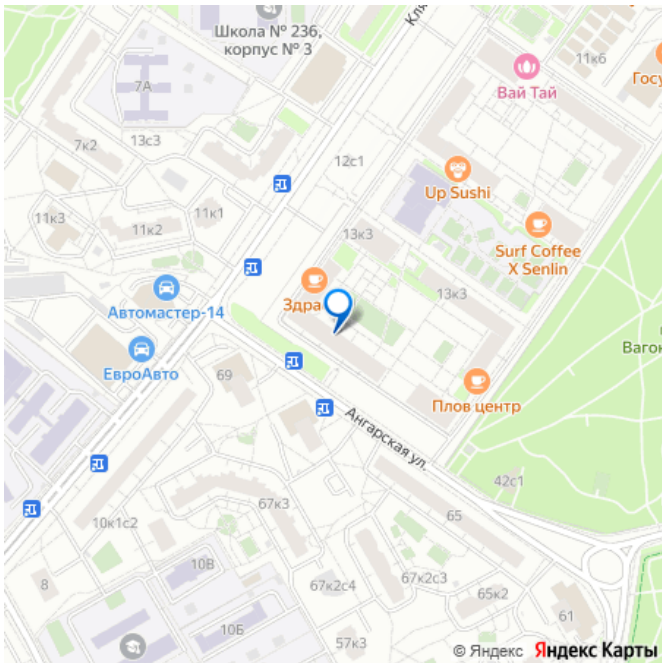 Школа № 236,
корпус № 3
Кля
11к6
Вай Тай
Госу
7А
7к2
13с3
12с1
Up Sushi
11к3
11к2
11к1
13к3
Surf Coffee
X Senlin
Автомастер-14
Здра
13к3
Вагон
ЕвроАвто
69
Плов центр
Ангарская ул.
42с1
67к3
65
10к1с2
10В
8
67к2с4
67к2с3
65к2
10Б
57к3
61
© Яндекс Яндекс Карты